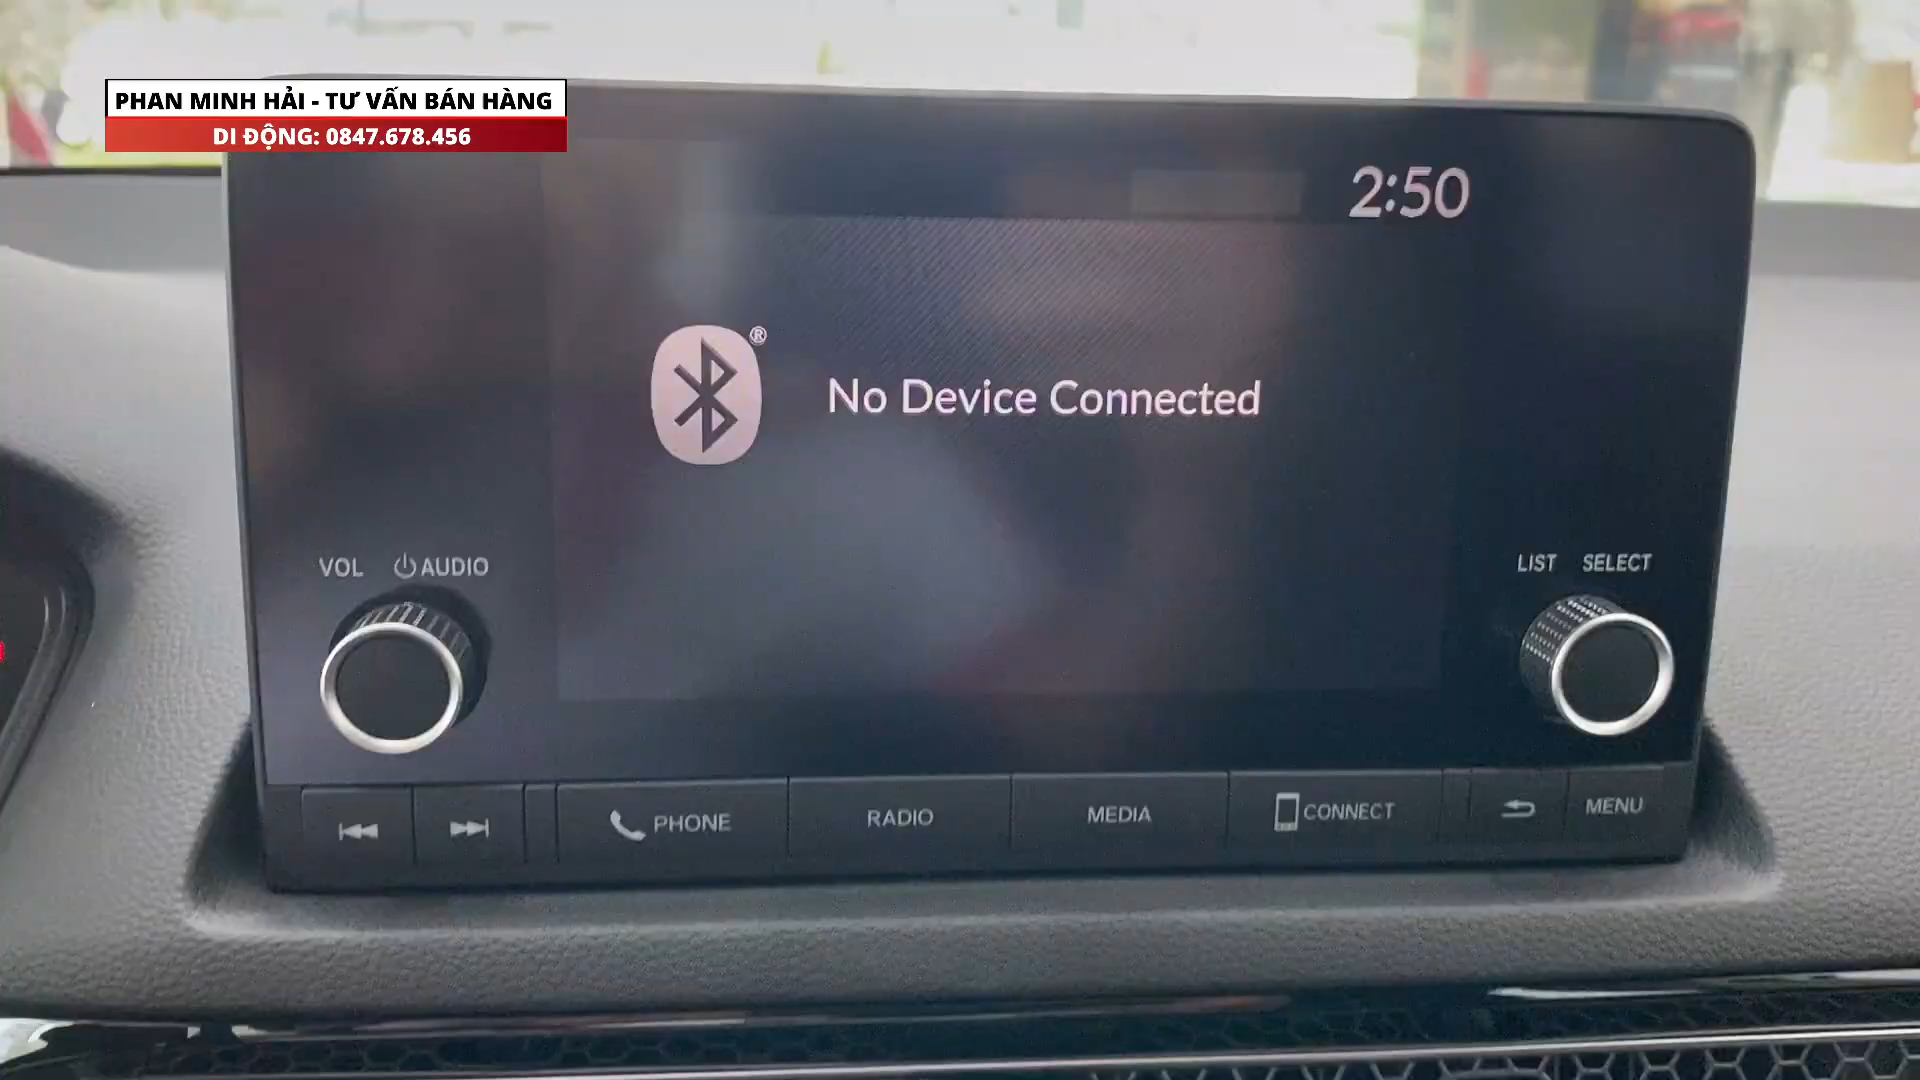 PHAN MINH HẢI - TƯ VẤN BÁN HÀNG
DI ĐỘNG: 0847.678.456
2:50
®
No Device Connected
VOL AUDIO
LIST SELECT
PHONE RADIO MEDIA CONNECT MENU